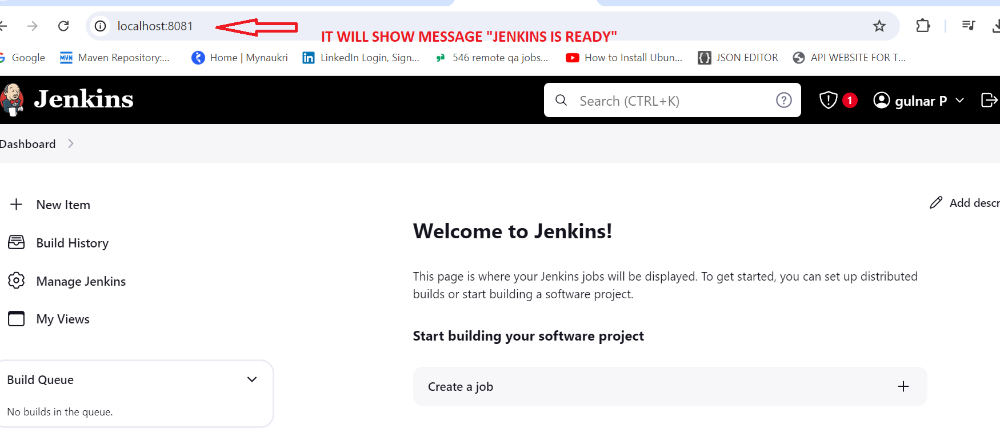 localhost:8081
IT WILL SHOW MESSAGE "JENKINS IS READY"
Google
MVN
Maven Repository:...
Home | Mynaukri
in
LinkedIn Login, Sign...
546 remote qa jobs...
How to Install Ubun...
{}
JSON EDITOR
API WEBSITE FOR T...
Jenkins
Search (CTRL+K)
?
1
gulnar P
Dashboard
New Item
Build History
Manage Jenkins
My Views
Add descr
Welcome to Jenkins!
This page is where your Jenkins jobs will be displayed. To get started, you can set up distributed
builds or start building a software project.
Start building your software project
Create a job
Build Queue
No builds in the queue.